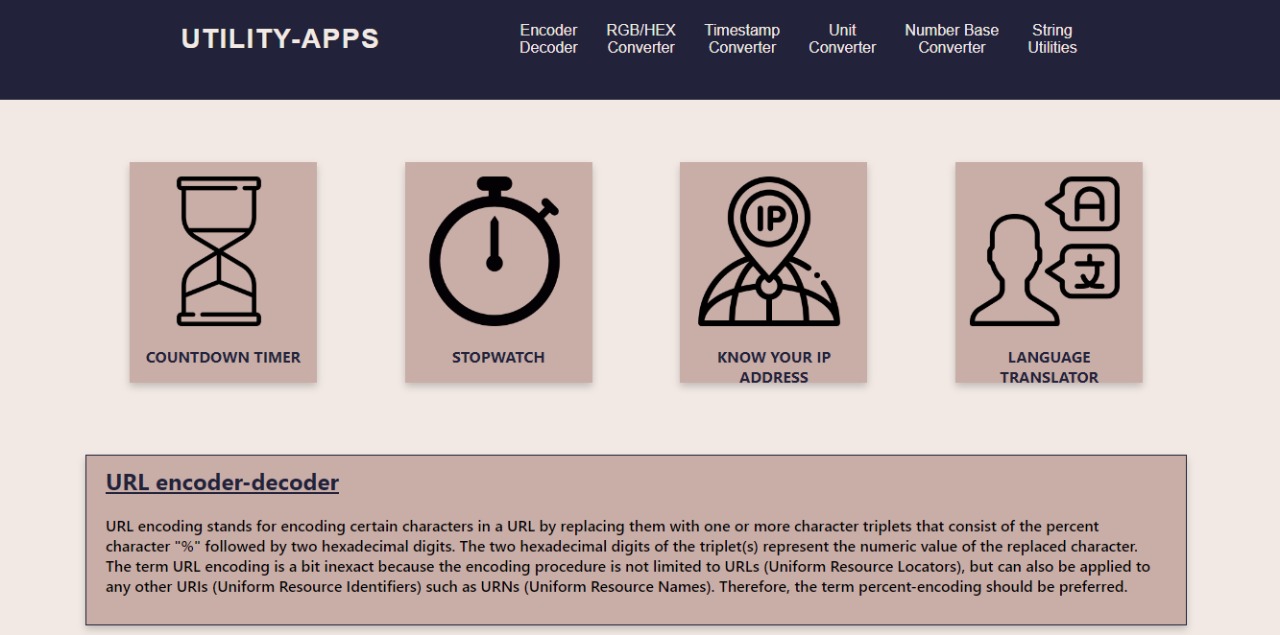 UTILITY-APPS
Encoder
Decoder
RGB/HEX
Converter
Timestamp
Converter
Unit
Converter
Number Base
Converter
String
Utilities
COUNTDOWN TIMER
STOPWATCH
IP
KNOW YOUR IP
ADDRESS
A
文
LANGUAGE
TRANSLATOR
URL encoder-decoder
URL encoding stands for encoding certain characters in a URL by replacing them with one or more character triplets that consist of the percent
character "%" followed by two hexadecimal digits. The two hexadecimal digits of the triplet(s) represent the numeric value of the replaced character.
The term URL encoding is a bit inexact because the encoding procedure is not limited to URLs (Uniform Resource Locators), but can also be applied to
any other URIs (Uniform Resource Identifiers) such as URNs (Uniform Resource Names). Therefore, the term percent-encoding should be preferred.